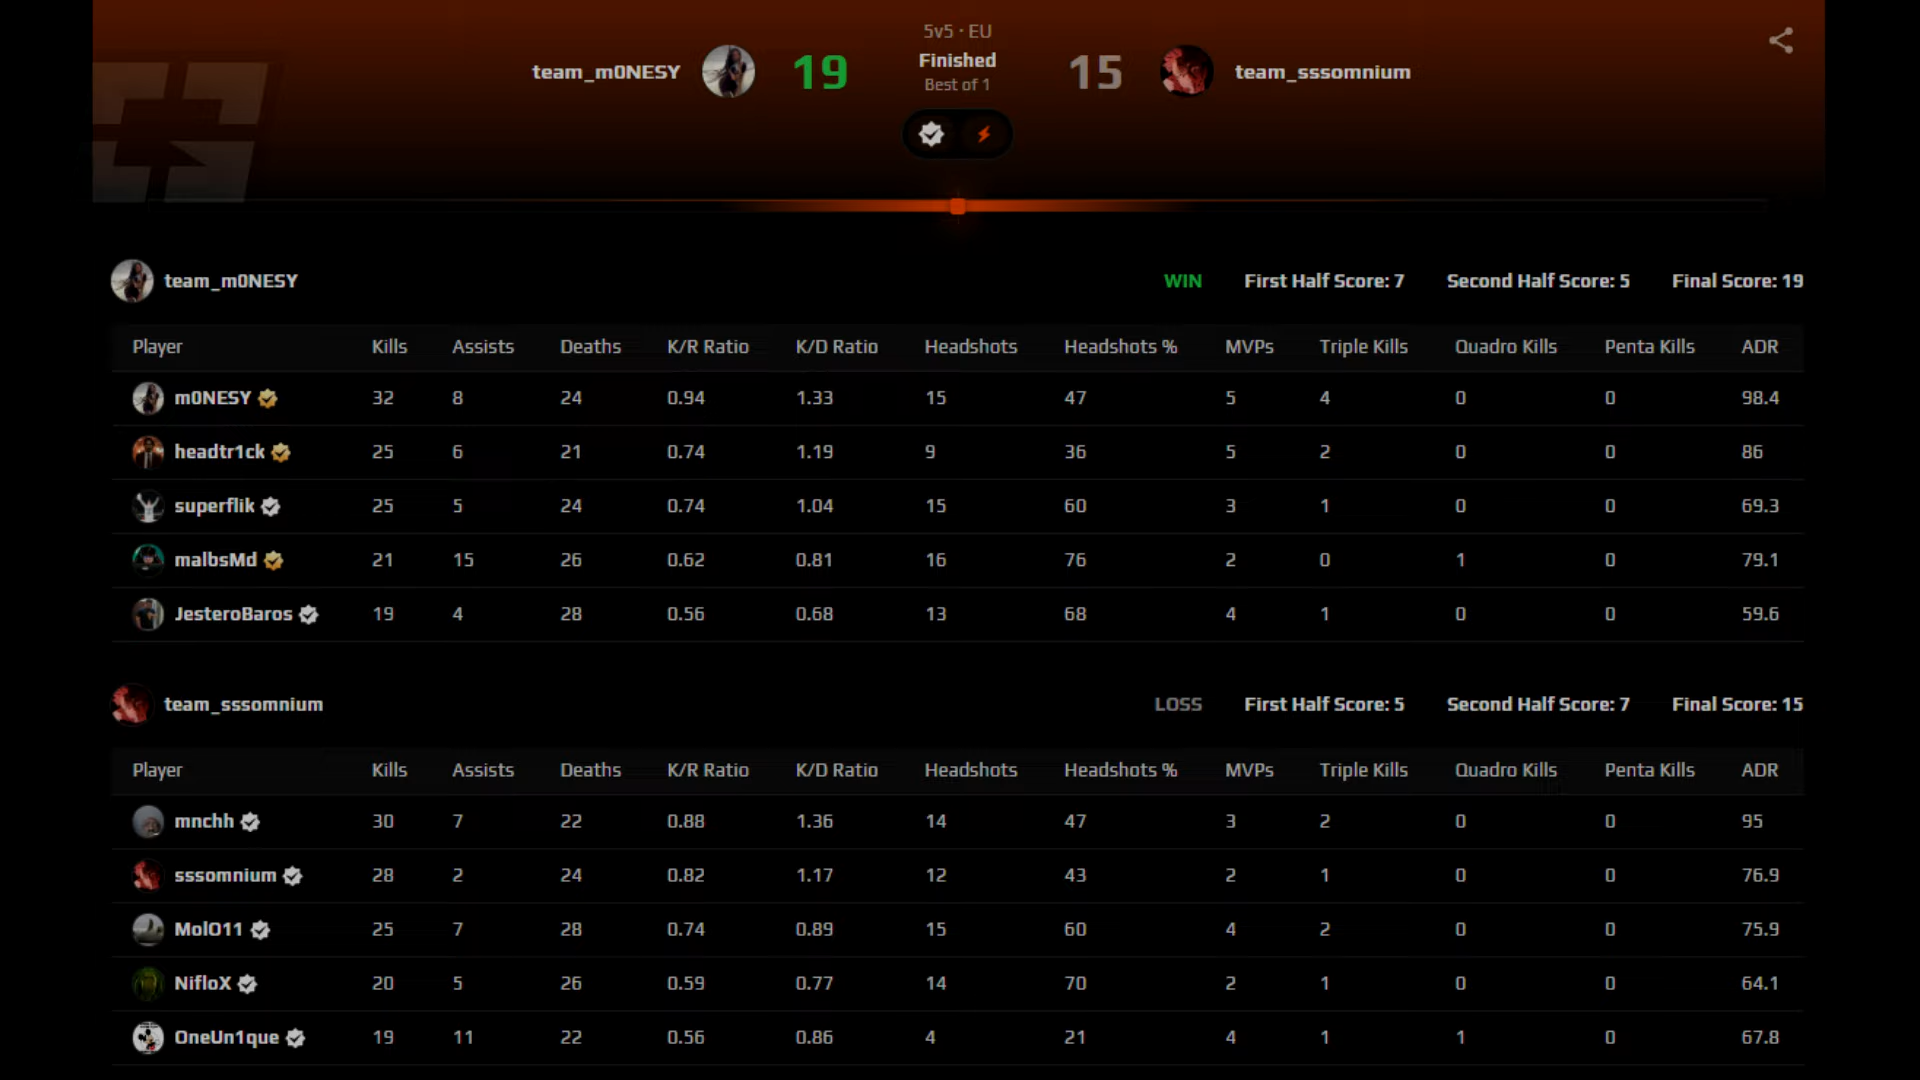 5v5 · EU
team_m0NESY 19 Finished 15 team_sssomnium
Best of 1
team_m0NESY WIN First Half Score: 7 Second Half Score: 5 Final Score: 19
Player Kills Assists Deaths K/R Ratio K/D Ratio Headshots Headshots % MVPs Triple Kills Quadro Kills Penta Kills ADR
m0NESY 32 8 24 0.94 1.33 15 47 5 4 0 0 98.4
headtr1ck 25 6 21 0.74 1.19 9 36 5 2 0 0 86
superflik 25 5 24 0.74 1.04 15 60 3 1 0 0 69.3
malbsMd 21 15 26 0.62 0.81 16 76 2 0 1 0 79.1
JesteroBaros 19 4 28 0.56 0.68 13 68 4 1 0 0 59.6
team_sssomnium LOSS First Half Score: 5 Second Half Score: 7 Final Score: 15
Player Kills Assists Deaths K/R Ratio K/D Ratio Headshots Headshots % MVPs Triple Kills Quadro Kills Penta Kills ADR
mnchh 30 7 22 0.88 1.36 14 47 3 2 0 0 95
sssomnium 28 2 24 0.82 1.17 12 43 2 1 0 0 76.9
MolO11 25 7 28 0.74 0.89 15 60 4 2 0 0 75.9
NifloX 20 5 26 0.59 0.77 14 70 2 1 0 0 64.1
OneUn1que 19 11 22 0.56 0.86 4 21 4 1 1 0 67.8